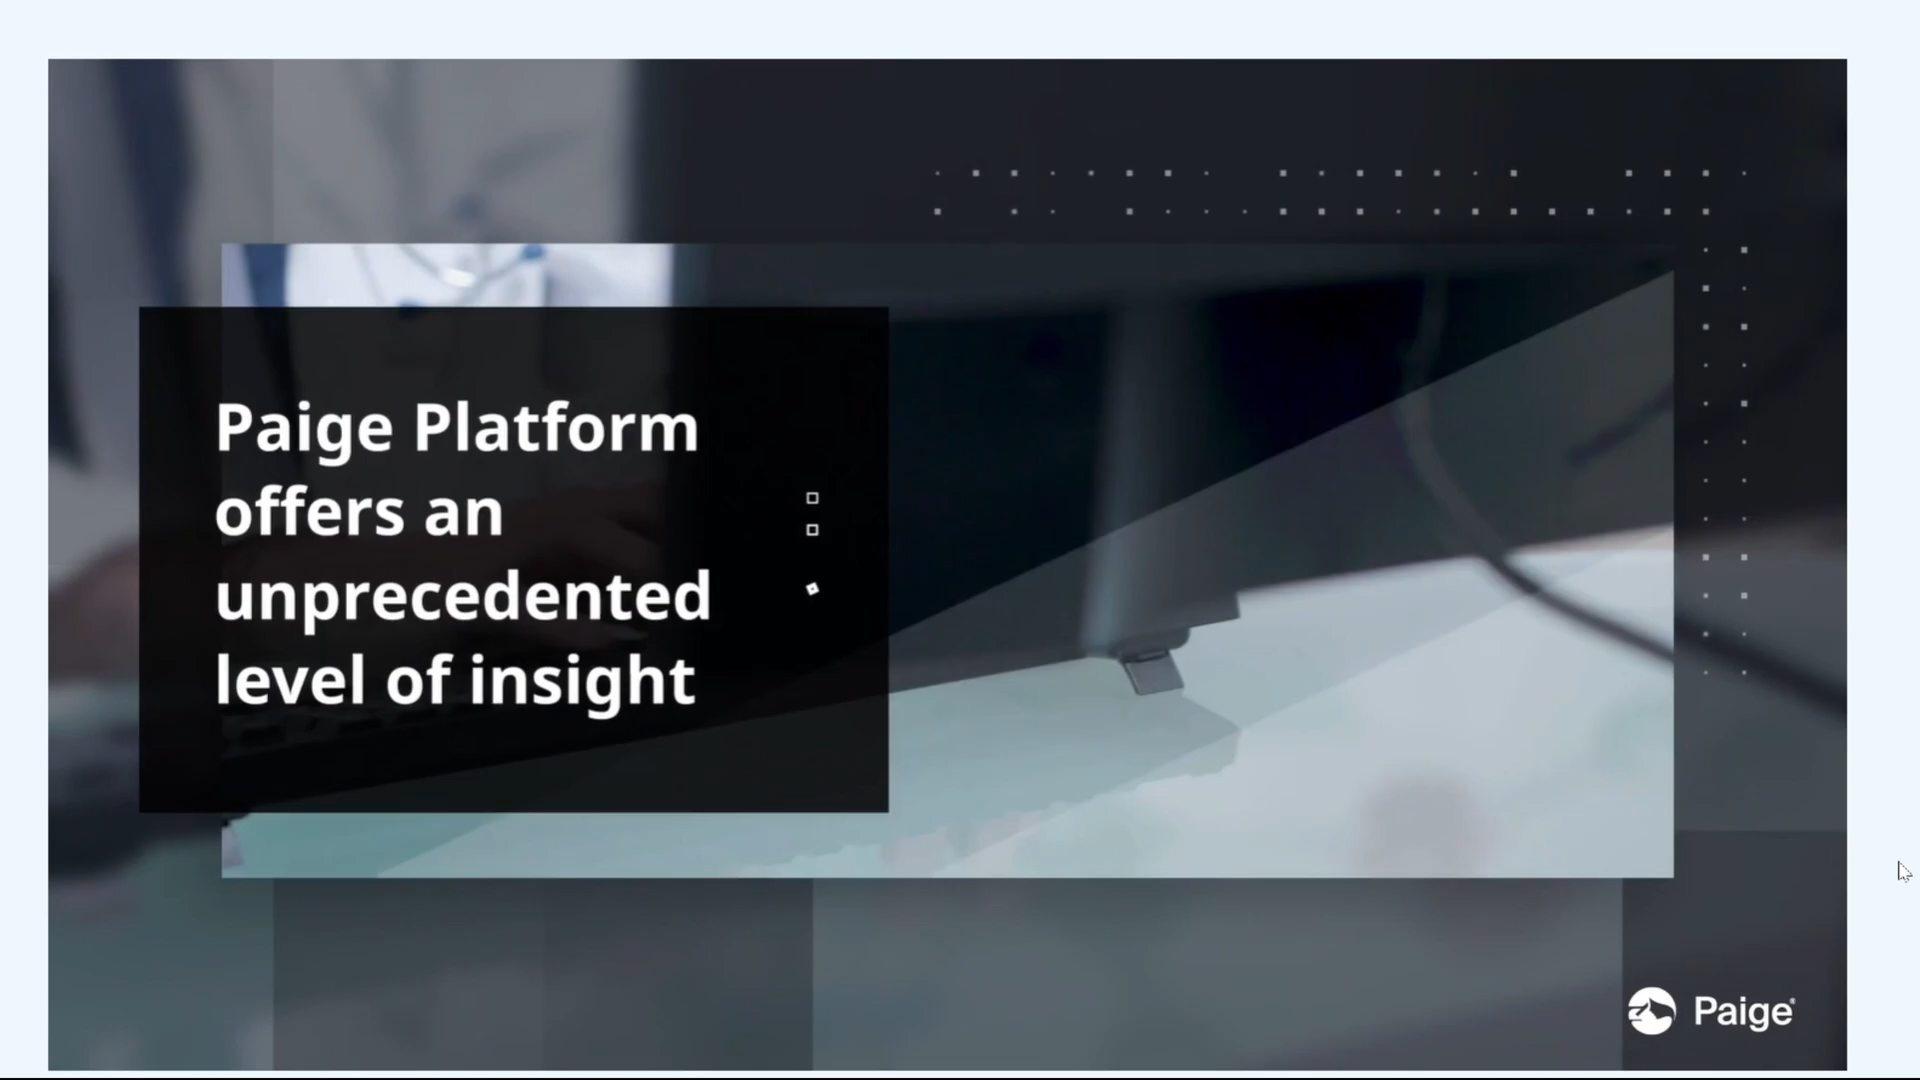 Paige Platform
offers an
unprecedented
level of insight
Paige®